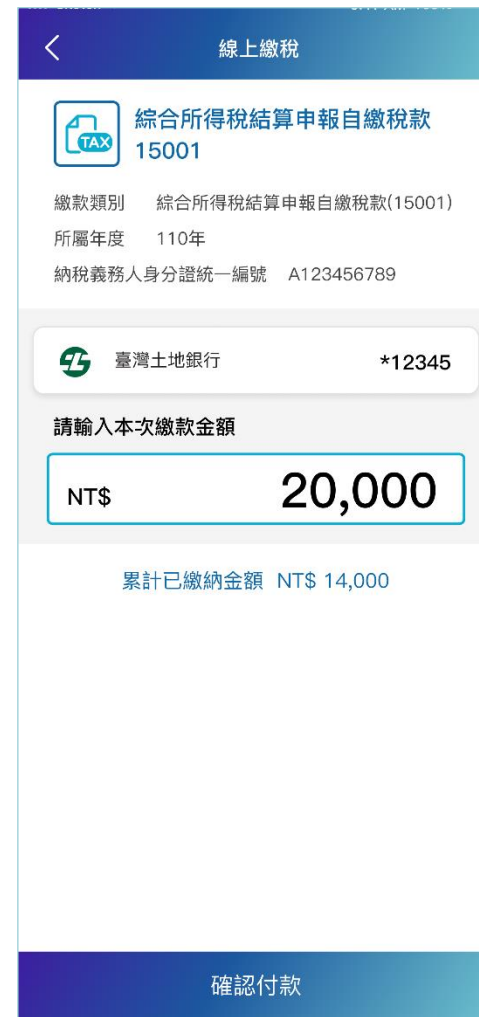 線上繳稅
TAX
綜合所得稅結算申報自繳稅款
15001
繳款類別 綜合所得稅結算申報自繳稅款(15001)
所屬年度 110年
納稅義務人身分證統一編號 A123456789
臺灣土地銀行 *12345
請輸入本次繳款金額
NT$ 20,000
累計已繳納金額 NT$ 14,000
確認付款